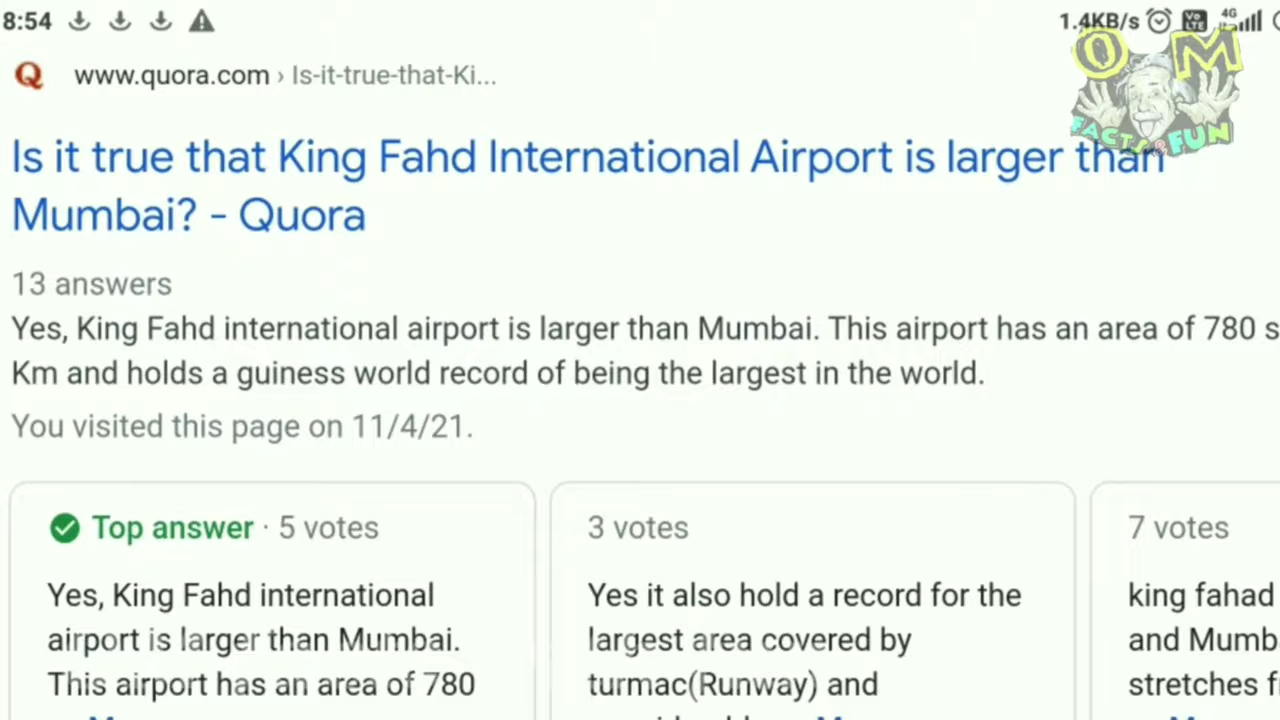 8:54
1.4KB/s Vo LTE 4G
OM
FACTS & FUN
Q www.quora.com › Is-it-true-that-Ki...
Is it true that King Fahd International Airport is larger than
Mumbai? - Quora
13 answers
Yes, King Fahd international airport is larger than Mumbai. This airport has an area of 780 s
Km and holds a guiness world record of being the largest in the world.
You visited this page on 11/4/21.
Top answer · 5 votes
Yes, King Fahd international
airport is larger than Mumbai.
This airport has an area of 780
3 votes
Yes it also hold a record for the
largest area covered by
turmac(Runway) and
7 votes
king fahad
and Mumb
stretches f